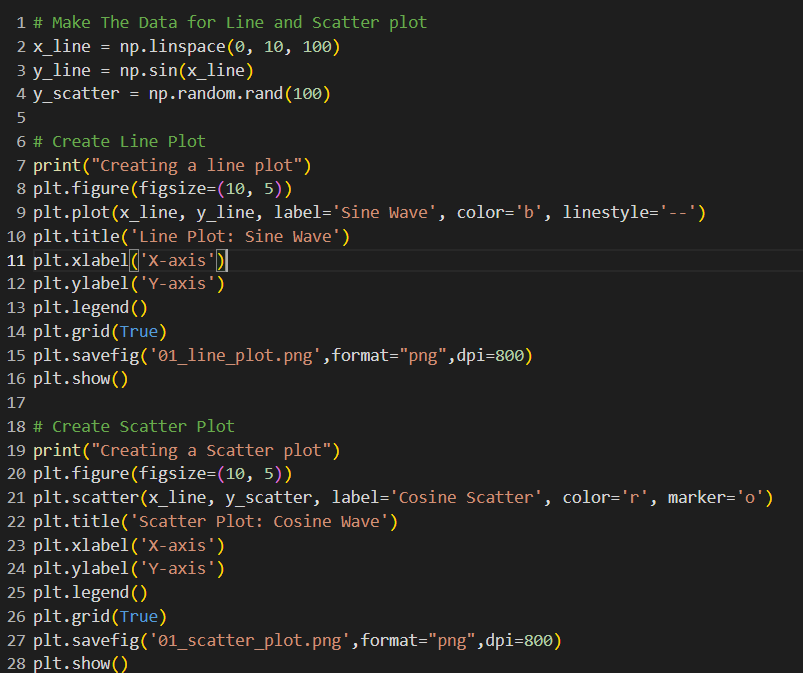 1 # Make The Data for Line and Scatter plot
2 x_line = np.linspace(0, 10, 100)
3 y_line = np.sin(x_line)
4 y_scatter = np.random.rand(100)
5
6 # Create Line Plot
7 print("Creating a line plot")
8 plt.figure(figsize=(10, 5))
9 plt.plot(x_line, y_line, label='Sine Wave', color='b', linestyle='--')
10 plt.title('Line Plot: Sine Wave')
11 plt.xlabel('X-axis')
12 plt.ylabel('Y-axis')
13 plt.legend()
14 plt.grid(True)
15 plt.savefig('01_line_plot.png',format="png",dpi=800)
16 plt.show()
17
18 # Create Scatter Plot
19 print("Creating a Scatter plot")
20 plt.figure(figsize=(10, 5))
21 plt.scatter(x_line, y_scatter, label='Cosine Scatter', color='r', marker='o')
22 plt.title('Scatter Plot: Cosine Wave')
23 plt.xlabel('X-axis')
24 plt.ylabel('Y-axis')
25 plt.legend()
26 plt.grid(True)
27 plt.savefig('01_scatter_plot.png',format="png",dpi=800)
28 plt.show()